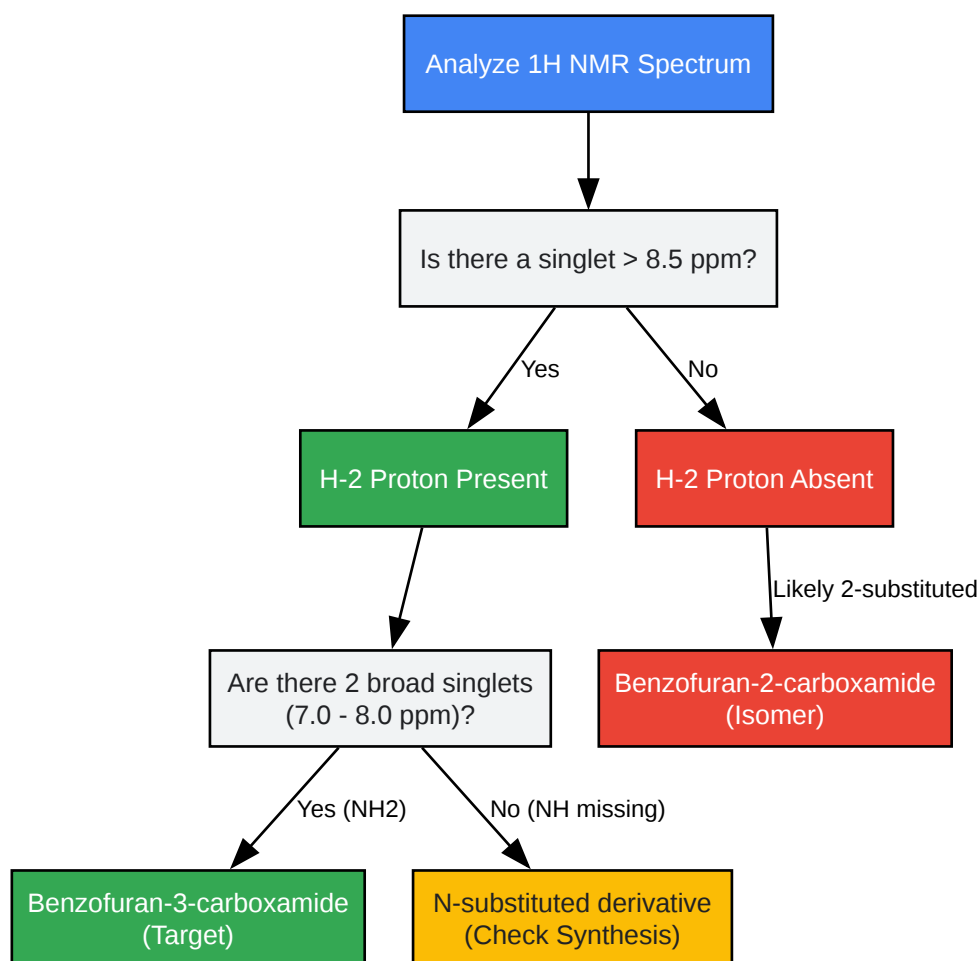 Analyze 1H NMR Spectrum
Is there a singlet > 8.5 ppm?
Yes
No
H-2 Proton Present
H-2 Proton Absent
Likely 2-substituted
Are there 2 broad singlets
(7.0 - 8.0 ppm)?
Benzofuran-2-carboxamide
(Isomer)
Yes (NH2)
No (NH missing)
Benzofuran-3-carboxamide
(Target)
N-substituted derivative
(Check Synthesis)